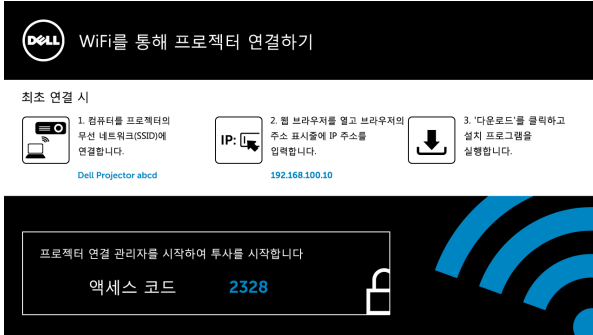 DELL WiFi를 통해 프로젝터 연결하기
최초 연결 시
1. 컴퓨터를 프로젝터의
무선 네트워크(SSID)에
연결합니다.
Dell Projector abcd
IP:
2. 웹 브라우저를 열고 브라우저의
주소 표시줄에 IP 주소를
입력합니다.
192.168.100.10
3. '다운로드'를 클릭하고
설치 프로그램을
실행합니다.
프로젝터 연결 관리자를 시작하여 투사를 시작합니다
액세스 코드 2328